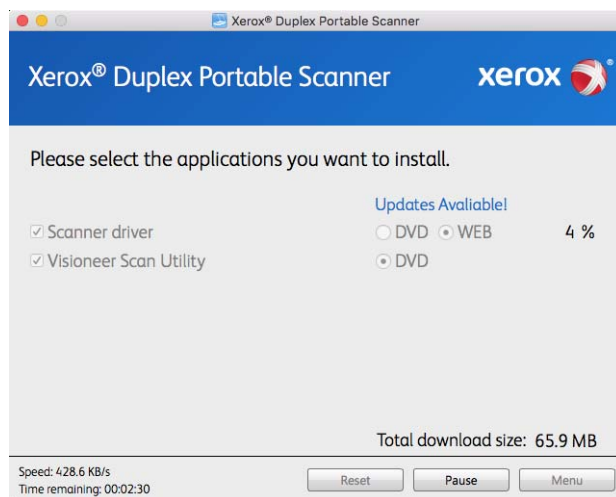 Xerox® Duplex Portable Scanner
Xerox® Duplex Portable Scanner
xerox®
Please select the applications you want to install.
Updates Avaliable!
Scanner driver DVD WEB 4 %
Visioneer Scan Utility DVD
Total download size: 65.9 MB
Speed: 428.6 KB/s
Time remaining: 00:02:30
Reset Pause Menu